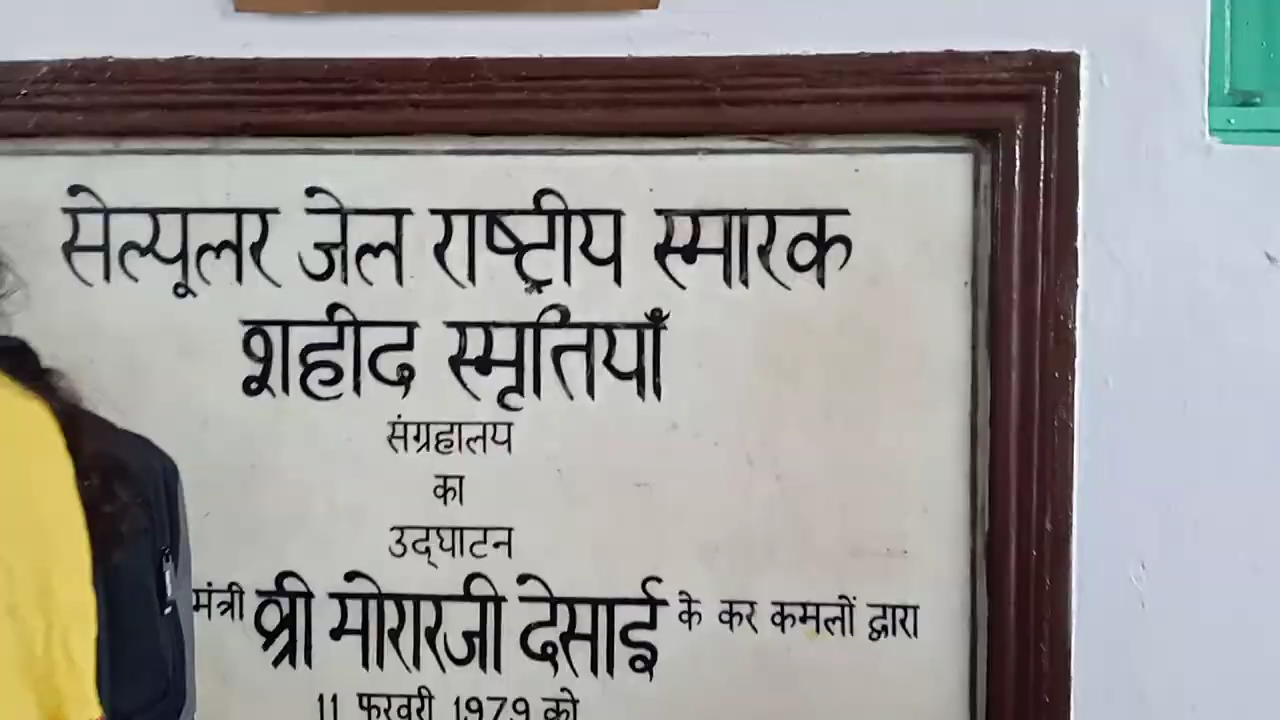 सेल्यूलर जेल राष्ट्रीय स्मारक
शहीद स्मृतियाँ
संग्रहालय
का
उद्घाटन
मंत्री श्री मोरारजी देसाई के कर कमलों द्वारा
11 फरवरी 1979 को